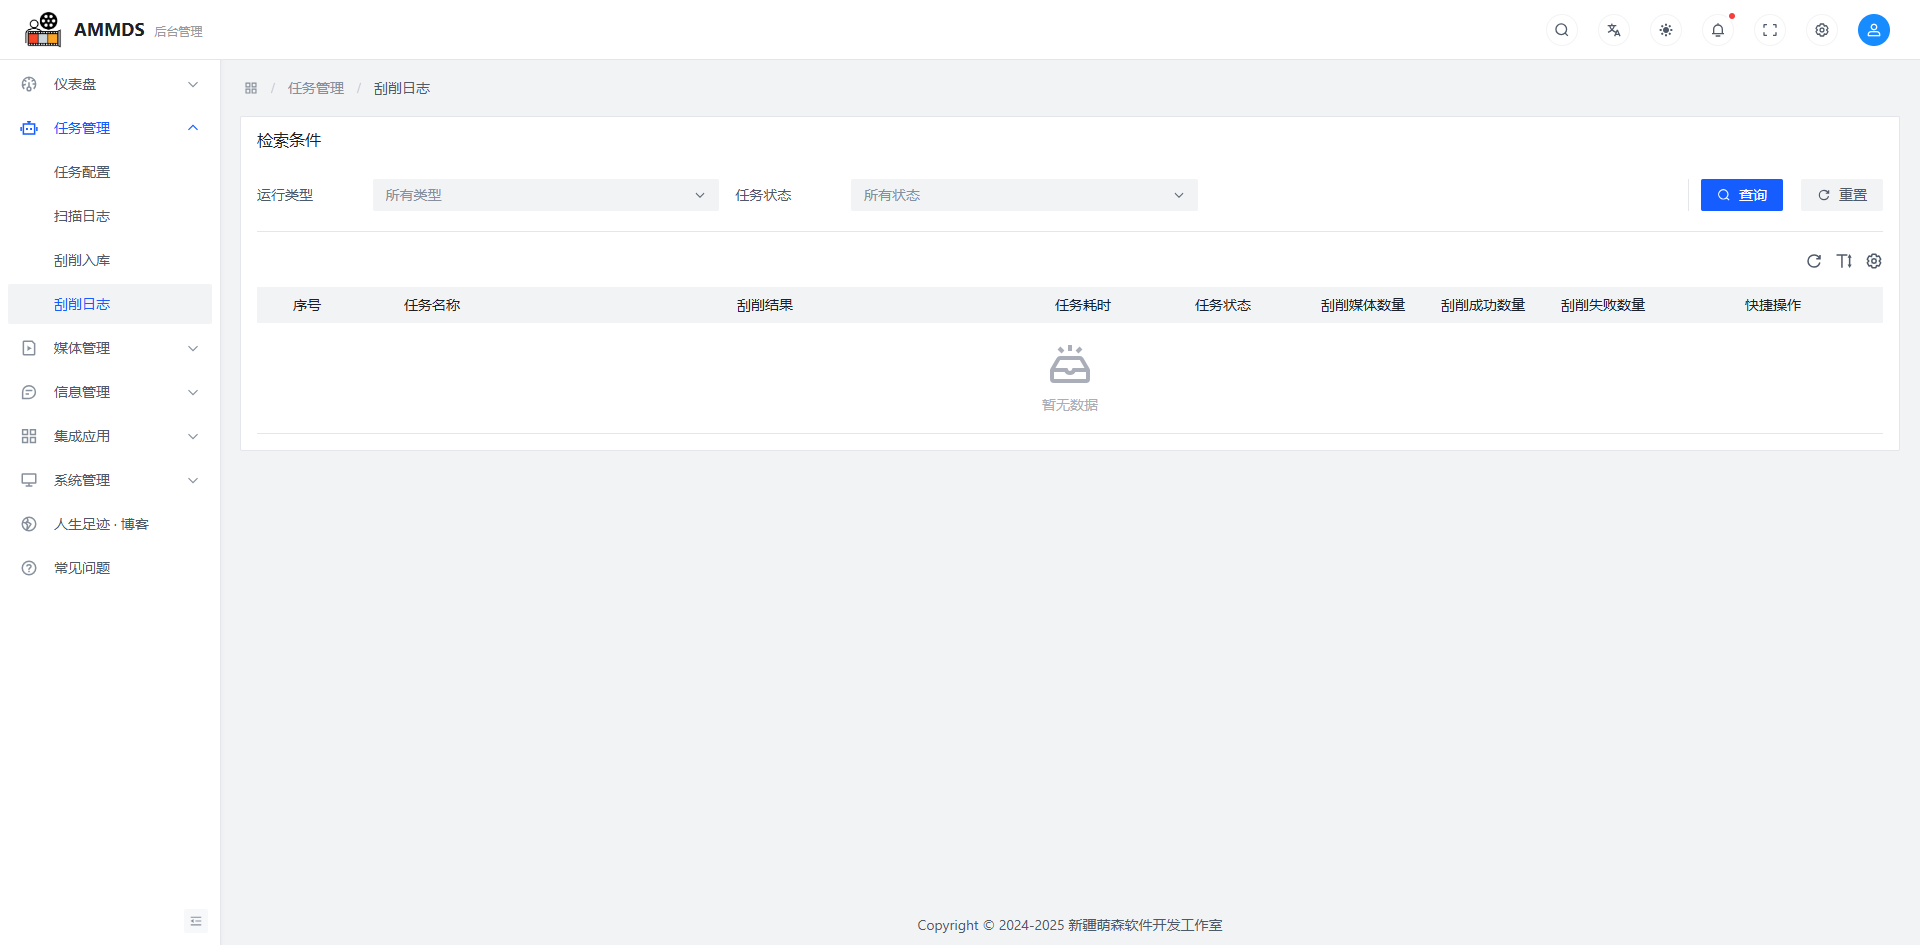 AMMDS 后台管理
仪表盘
任务管理
任务配置
扫描日志
刮削入库
刮削日志
媒体管理
信息管理
集成应用
系统管理
人生足迹 · 博客
常见问题
/ 任务管理 / 刮削日志
检索条件
运行类型 所有类型 任务状态 所有状态 查询 重置
序号 任务名称 刮削结果 任务耗时 任务状态 刮削媒体数量 刮削成功数量 刮削失败数量 快捷操作
暂无数据
Copyright © 2024-2025 新疆萌森软件开发工作室